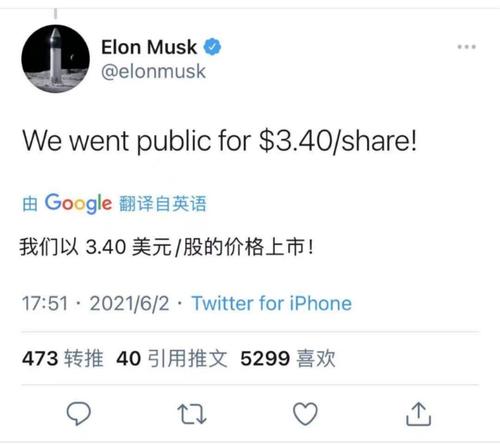 Elon Musk
@elonmusk
We went public for $3.40/share!
由 Google 翻译自英语
我们以 3.40 美元/股的价格上市！
17:51 · 2021/6/2 · Twitter for iPhone
473 转推 40 引用推文 5299 喜欢